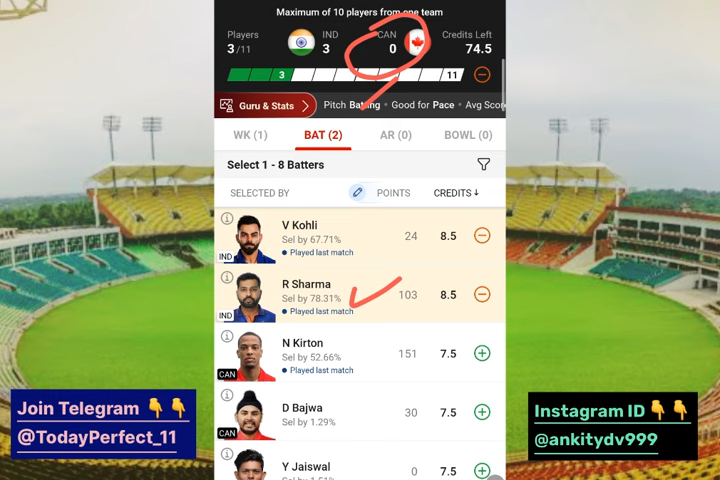 Maximum of 10 players from one team
Players IND CAN Credits Left
3/11 3 0 74.5
3 11
Guru & Stats Pitch Batting • Good for Pace • Avg Scor
WK (1) BAT (2) AR (0) BOWL (0)
Select 1 - 8 Batters
SELECTED BY POINTS CREDITS ↓
V Kohli
Sel by 67.71% 24 8.5
IND • Played last match
R Sharma
Sel by 78.31% 103 8.5
IND • Played last match
N Kirton
Sel by 52.66% 151 7.5
CAN • Played last match
D Bajwa
Sel by 1.29% 30 7.5
CAN
Y Jaiswal
0 7.5
Join Telegram 👇👇
@TodayPerfect_11
Instagram ID👇👇
@ankitydv999